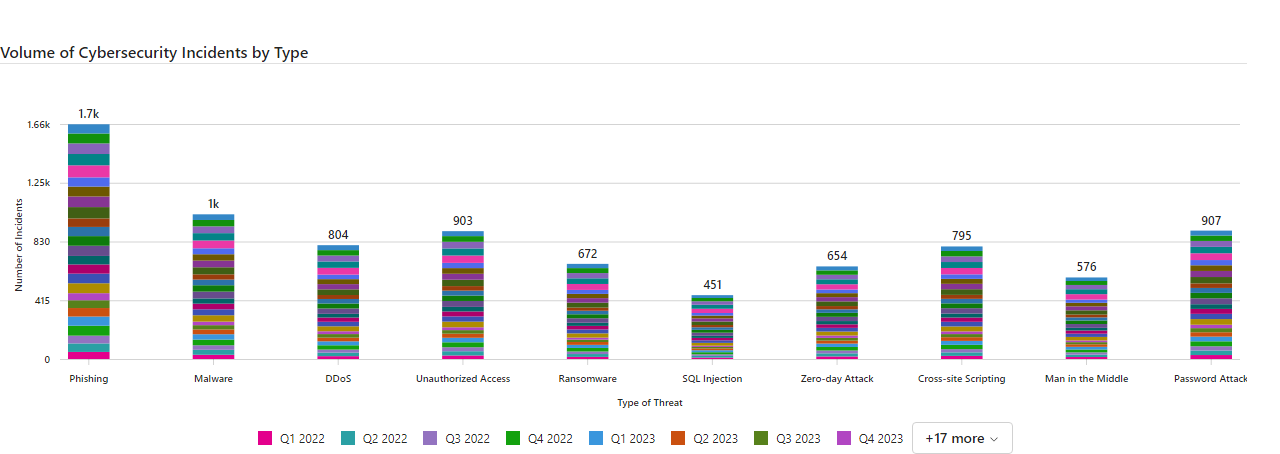 Volume of Cybersecurity Incidents by Type
Number of Incidents
1.66k
1.25k
830
415
0
1.7k
1k
804
903
672
451
654
795
576
907
Phishing
Malware
DDoS
Unauthorized Access
Ransomware
SQL Injection
Zero-day Attack
Cross-site Scripting
Man in the Middle
Password Attack
Type of Threat
Q1 2022
Q2 2022
Q3 2022
Q4 2022
Q1 2023
Q2 2023
Q3 2023
Q4 2023
+17 more